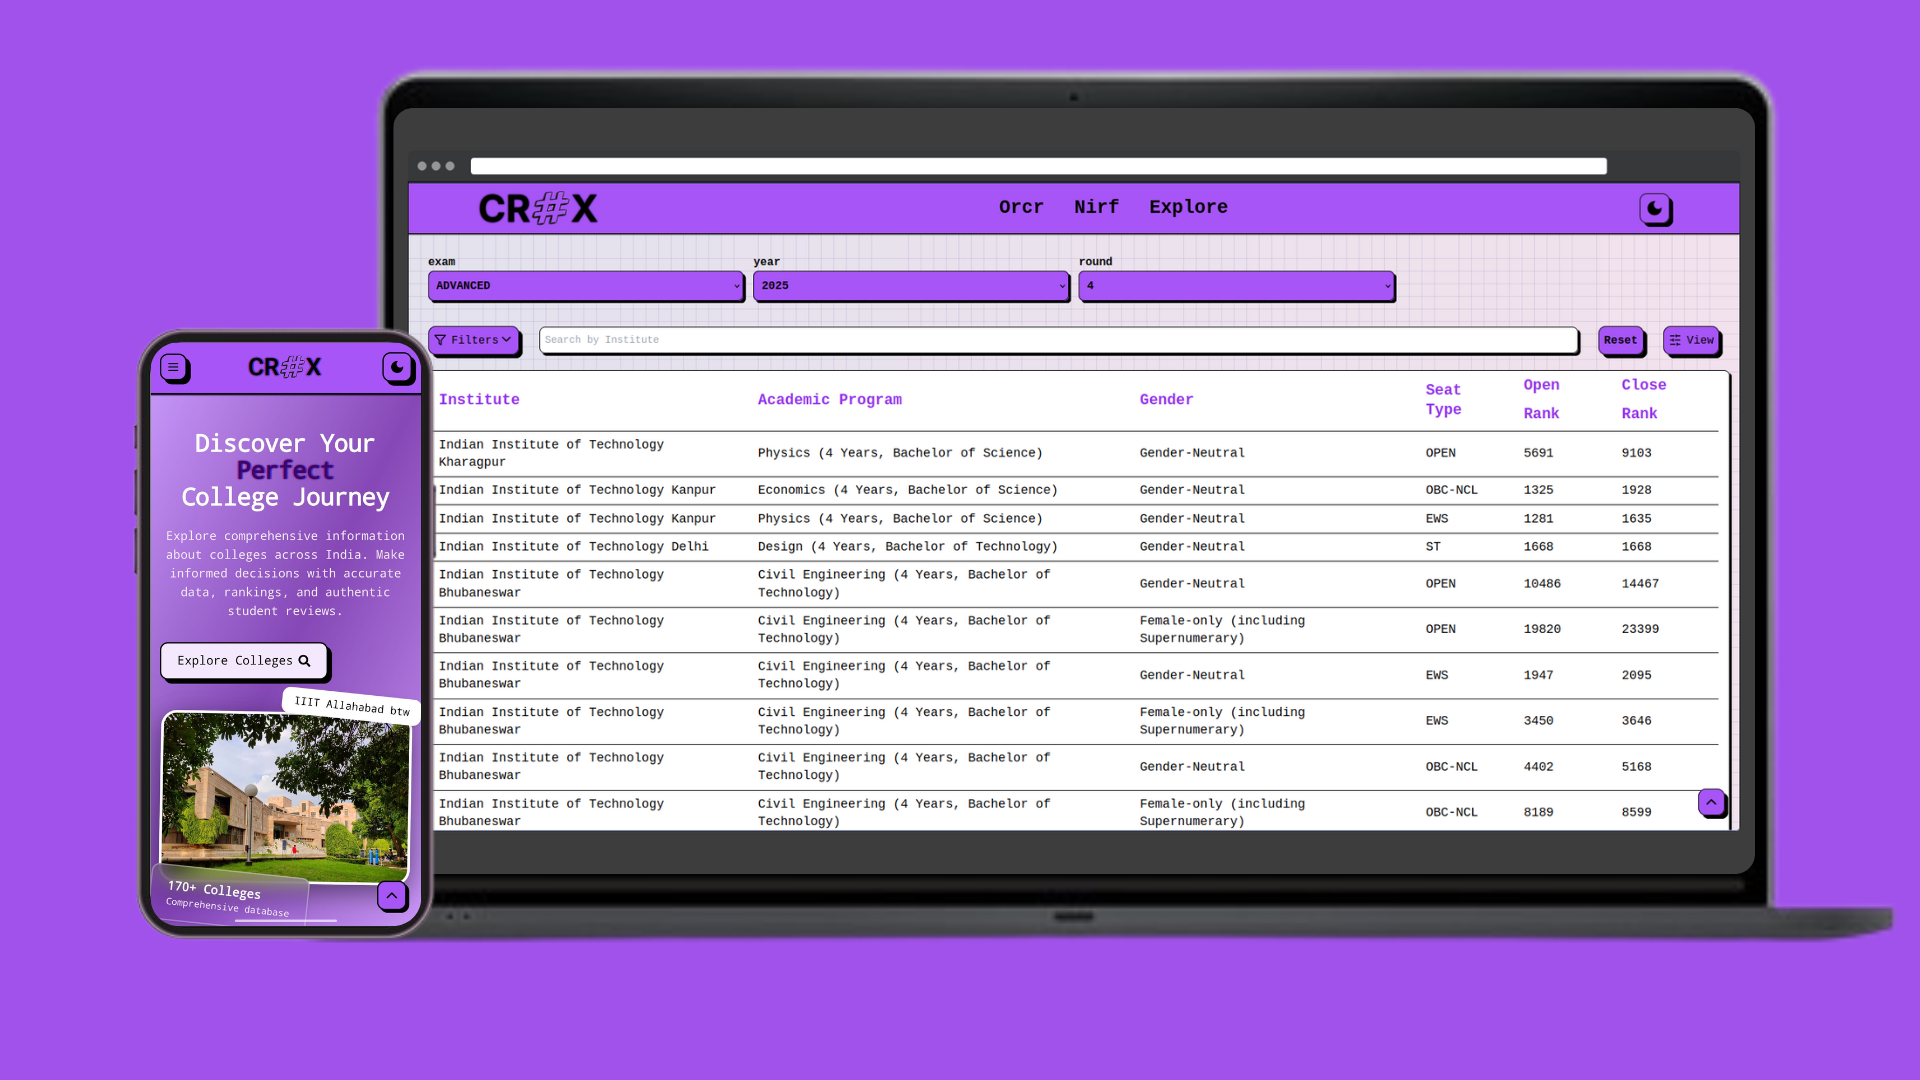 CR#X
Orcr Nirf Explore
exam year round
ADVANCED 2025 4
Filters Search by Institute Reset View
Institute Academic Program Gender Seat Type Open Rank Close Rank
Indian Institute of Technology Kharagpur Physics (4 Years, Bachelor of Science) Gender-Neutral OPEN 5691 9103
Indian Institute of Technology Kanpur Economics (4 Years, Bachelor of Science) Gender-Neutral OBC-NCL 1325 1928
Indian Institute of Technology Kanpur Physics (4 Years, Bachelor of Science) Gender-Neutral EWS 1281 1635
Indian Institute of Technology Delhi Design (4 Years, Bachelor of Technology) Gender-Neutral ST 1668 1668
Indian Institute of Technology Bhubaneswar Civil Engineering (4 Years, Bachelor of Technology) Gender-Neutral OPEN 10486 14467
Indian Institute of Technology Bhubaneswar Civil Engineering (4 Years, Bachelor of Technology) Female-only (including Supernumerary) OPEN 19820 23399
Indian Institute of Technology Bhubaneswar Civil Engineering (4 Years, Bachelor of Technology) Gender-Neutral EWS 1947 2095
Indian Institute of Technology Bhubaneswar Civil Engineering (4 Years, Bachelor of Technology) Female-only (including Supernumerary) EWS 3450 3646
Indian Institute of Technology Bhubaneswar Civil Engineering (4 Years, Bachelor of Technology) Gender-Neutral OBC-NCL 4402 5168
Indian Institute of Technology Bhubaneswar Civil Engineering (4 Years, Bachelor of Technology) Female-only (including Supernumerary) OBC-NCL 8189 8599
CR#X
Discover Your
Perfect
College Journey
Explore comprehensive information
about colleges across India. Make
informed decisions with accurate
data, rankings, and authentic
student reviews.
Explore Colleges
IIIT Allahabad btw
170+ Colleges
Comprehensive database